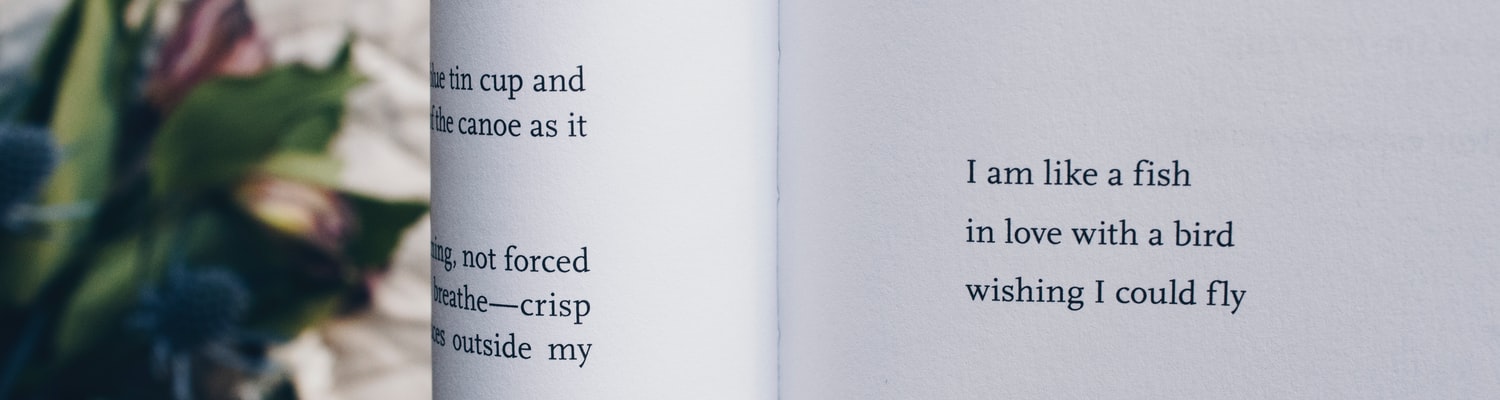 tin cup and
the canoe as it
not forced
breathe—crisp
outside my
I am like a fish
in love with a bird
wishing I could fly